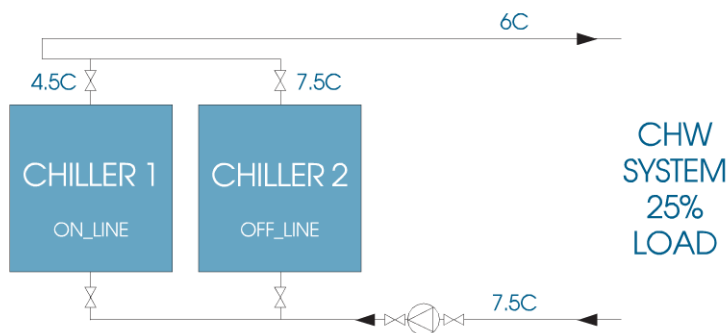 6C
4.5C
7.5C
CHILLER 1
ON_LINE
CHILLER 2
OFF_LINE
CHW
SYSTEM
25%
LOAD
7.5C